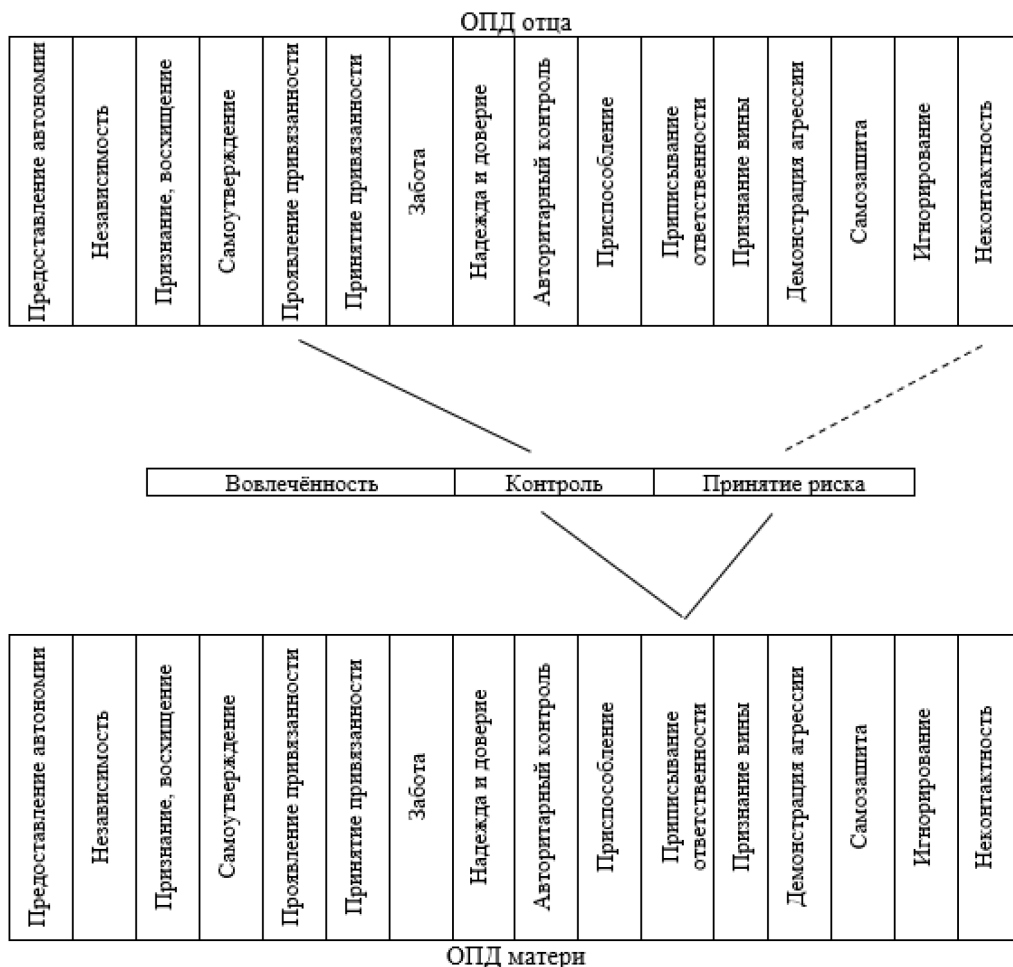 ОПД отца
Предоставление автономии
Независимость
Признание, восхищение
Самоутверждение
Проявление привязанности
Принятие привязанности
Забота
Надежда и доверие
Авторитарный контроль
Приспособление
Приписывание
ответственности
Признание вины
Демонстрация агрессии
Самозашита
Игнорирование
Неконтактность
Вовлечённость
Контроль
Принятие риска
Предоставление автономии
Независимость
Признание, восхищение
Самоутверждение
Проявление привязанности
Принятие привязанности
Забота
Надежда и доверие
Авторитарный контроль
Приспособление
Приписывание
ответственности
Признание вины
Демонстрация агрессии
Самозашита
Игнорирование
Неконтактность
ОПД матери